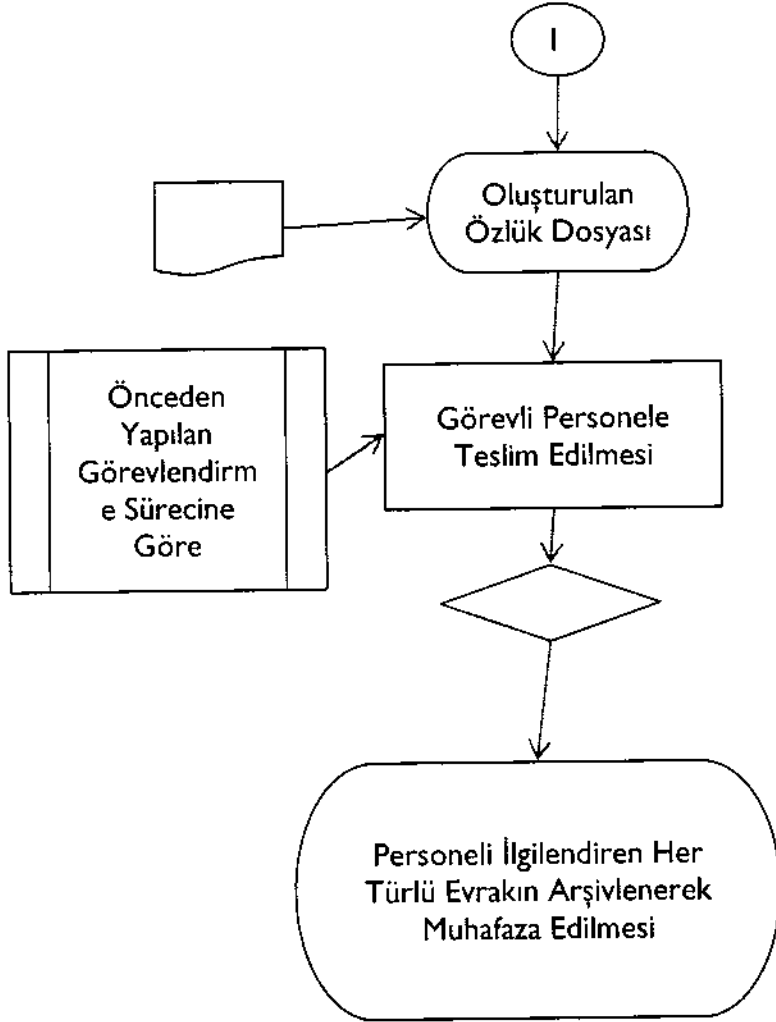 1
Oluşturulan
Özlük Dosyası
Önceden
Yapılan
Görevlendirm
e Sürecine
Göre
Görevli Personele
Teslim Edilmesi
Personeli İlgilendiren Her
Türlü Evrakın Arşivlenerek
Muhafaza Edilmesi